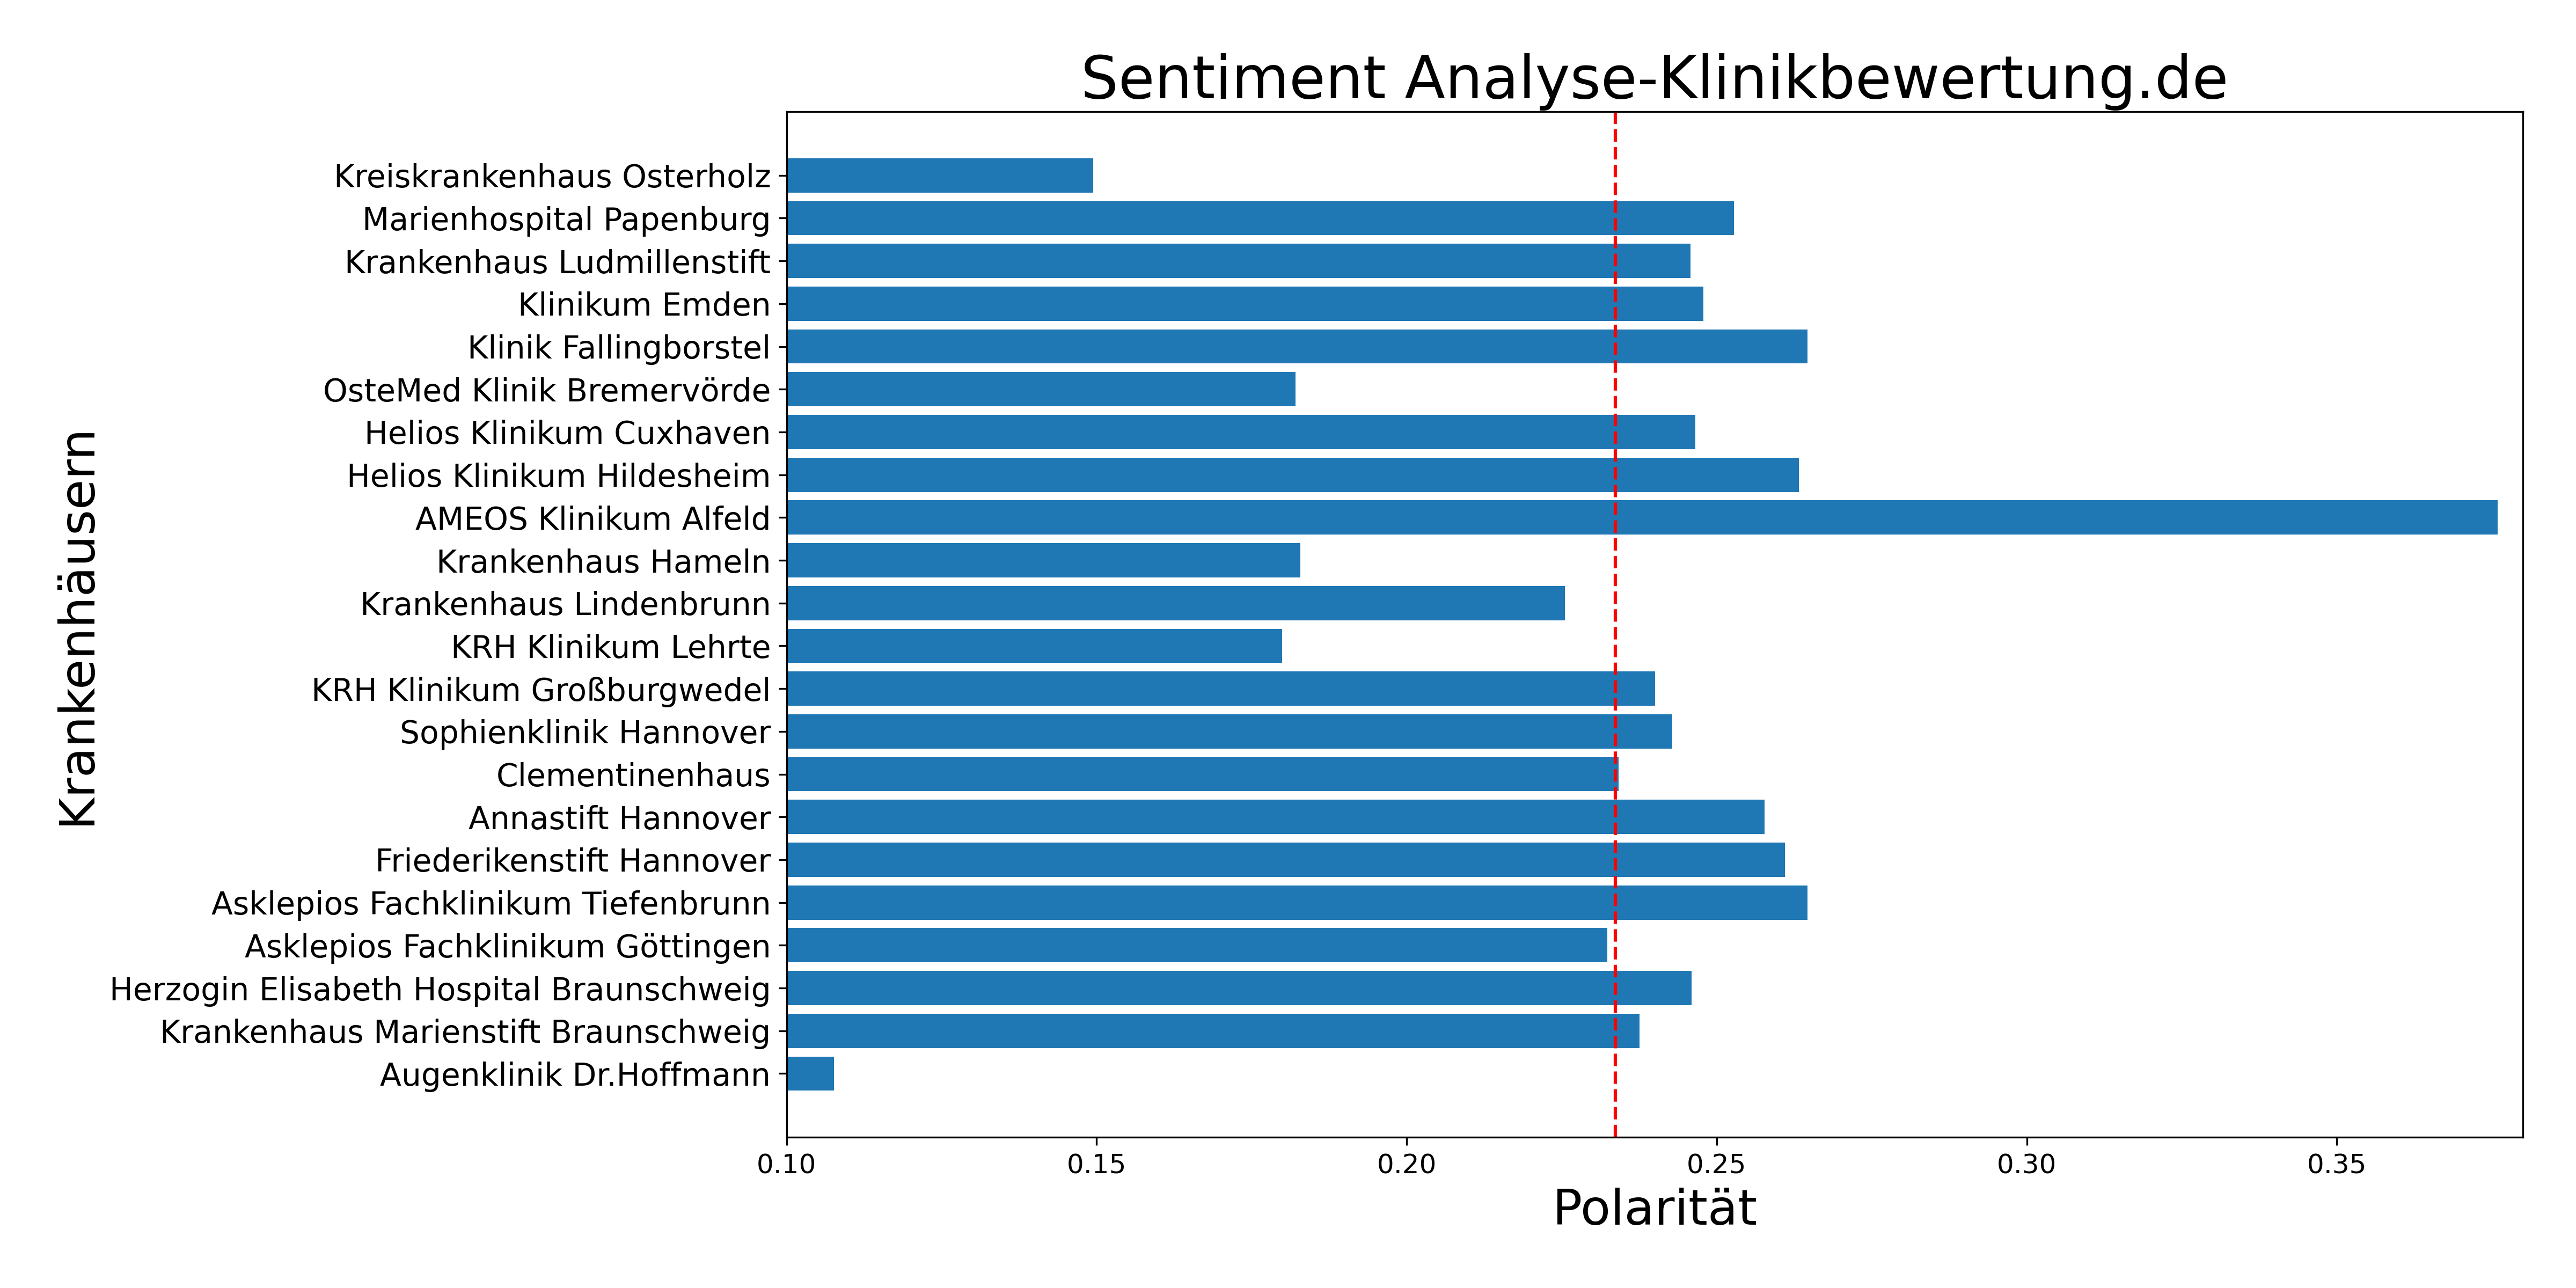 Sentiment Analyse-Klinikbewertung.de
Krankenhäusern
Kreiskrankenhaus Osterholz
Marienhospital Papenburg
Krankenhaus Ludmillenstift
Klinikum Emden
Klinik Fallingborstel
OsteMed Klinik Bremervörde
Helios Klinikum Cuxhaven
Helios Klinikum Hildesheim
AMEOS Klinikum Alfeld
Krankenhaus Hameln
Krankenhaus Lindenbrunn
KRH Klinikum Lehrte
KRH Klinikum Großburgwedel
Sophienklinik Hannover
Clementinenhaus
Annastift Hannover
Friederikenstift Hannover
Asklepios Fachklinikum Tiefenbrunn
Asklepios Fachklinikum Göttingen
Herzogin Elisabeth Hospital Braunschweig
Krankenhaus Marienstift Braunschweig
Augenklinik Dr.Hoffmann
0.10 0.15 0.20 0.25 0.30 0.35
Polarität